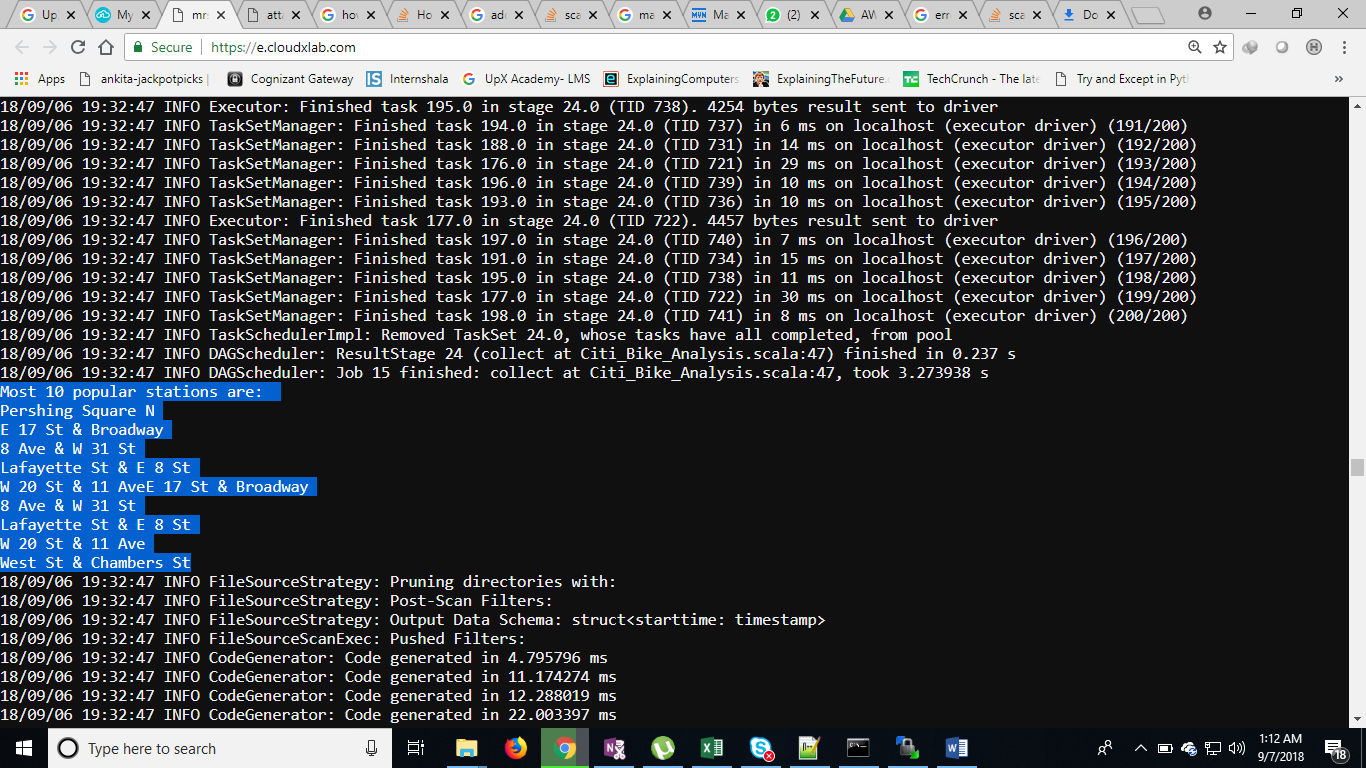 Up
My
mrs
atta
how
Ho
ade
sca
ma
Ma
(2)
AW
err
sca
Do
Secure
https://e.cloudxlab.com
Apps
ankita-jackpotpicks
Cognizant Gateway
Internshala
UpX Academy- LMS
ExplainingComputers
ExplainingTheFuture.
TechCrunch - The late
Try and Except in Pyt
»
18/09/06 19:32:47 INFO Executor: Finished task 195.0 in stage 24.0 (TID 738). 4254 bytes result sent to driver
18/09/06 19:32:47 INFO TaskSetManager: Finished task 194.0 in stage 24.0 (TID 737) in 6 ms on localhost (executor driver) (191/200)
18/09/06 19:32:47 INFO TaskSetManager: Finished task 188.0 in stage 24.0 (TID 731) in 14 ms on localhost (executor driver) (192/200)
18/09/06 19:32:47 INFO TaskSetManager: Finished task 176.0 in stage 24.0 (TID 721) in 29 ms on localhost (executor driver) (193/200)
18/09/06 19:32:47 INFO TaskSetManager: Finished task 196.0 in stage 24.0 (TID 739) in 10 ms on localhost (executor driver) (194/200)
18/09/06 19:32:47 INFO TaskSetManager: Finished task 193.0 in stage 24.0 (TID 736) in 10 ms on localhost (executor driver) (195/200)
18/09/06 19:32:47 INFO Executor: Finished task 177.0 in stage 24.0 (TID 722). 4457 bytes result sent to driver
18/09/06 19:32:47 INFO TaskSetManager: Finished task 197.0 in stage 24.0 (TID 740) in 7 ms on localhost (executor driver) (196/200)
18/09/06 19:32:47 INFO TaskSetManager: Finished task 191.0 in stage 24.0 (TID 734) in 15 ms on localhost (executor driver) (197/200)
18/09/06 19:32:47 INFO TaskSetManager: Finished task 195.0 in stage 24.0 (TID 738) in 11 ms on localhost (executor driver) (198/200)
18/09/06 19:32:47 INFO TaskSetManager: Finished task 177.0 in stage 24.0 (TID 722) in 30 ms on localhost (executor driver) (199/200)
18/09/06 19:32:47 INFO TaskSetManager: Finished task 198.0 in stage 24.0 (TID 741) in 8 ms on localhost (executor driver) (200/200)
18/09/06 19:32:47 INFO TaskSchedulerImpl: Removed TaskSet 24.0, whose tasks have all completed, from pool
18/09/06 19:32:47 INFO DAGScheduler: ResultStage 24 (collect at Citi_Bike_Analysis.scala:47) finished in 0.237 s
18/09/06 19:32:47 INFO DAGScheduler: Job 15 finished: collect at Citi_Bike_Analysis.scala:47, took 3.273938 s
Most 10 popular stations are:
Pershing Square N
E 17 St & Broadway
8 Ave & W 31 St
Lafayette St & E 8 St
W 20 St & 11 AveE 17 St & Broadway
8 Ave & W 31 St
Lafayette St & E 8 St
W 20 St & 11 Ave
West St & Chambers St
18/09/06 19:32:47 INFO FileSourceStrategy: Pruning directories with:
18/09/06 19:32:47 INFO FileSourceStrategy: Post-Scan Filters:
18/09/06 19:32:47 INFO FileSourceStrategy: Output Data Schema: struct<starttime: timestamp>
18/09/06 19:32:47 INFO FileSourceScanExec: Pushed Filters:
18/09/06 19:32:47 INFO CodeGenerator: Code generated in 4.795796 ms
18/09/06 19:32:47 INFO CodeGenerator: Code generated in 11.174274 ms
18/09/06 19:32:47 INFO CodeGenerator: Code generated in 12.288019 ms
18/09/06 19:32:47 INFO CodeGenerator: Code generated in 22.003397 ms
Type here to search
1:12 AM
9/7/2018
18